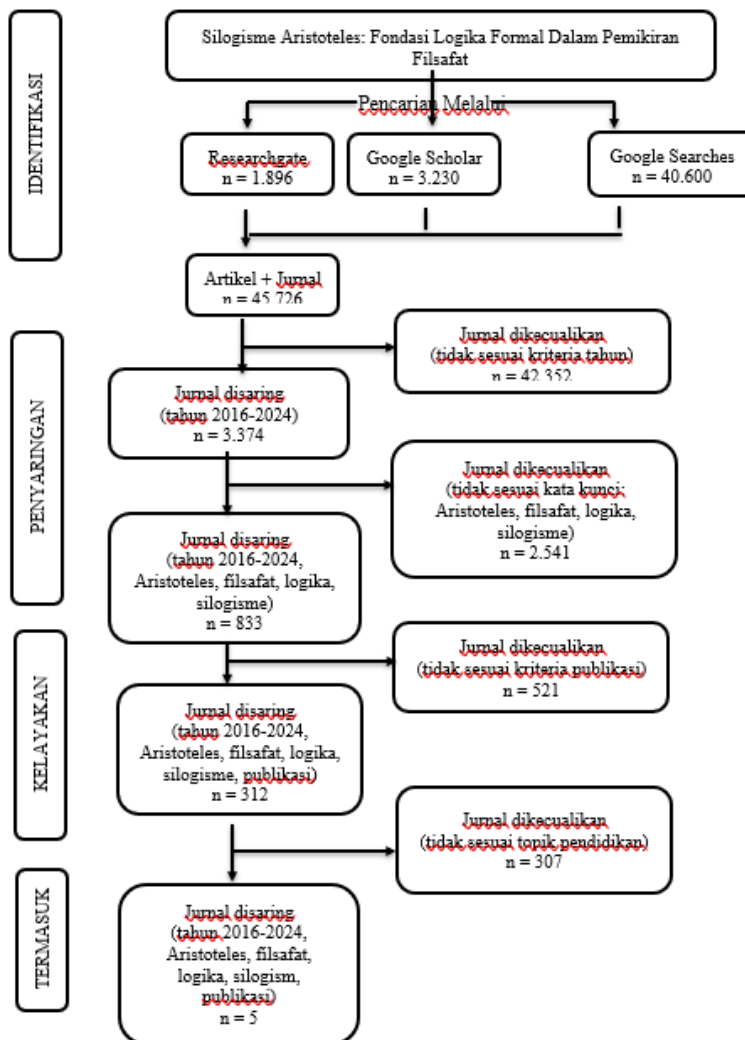 IDENTIFIKASI
Silogisme Aristoteles: Fondasi Logika Formal Dalam Pemikiran
Filsafat
Pencarian Melalui
Researchgate
n = 1.896
Google Scholar
n = 3.230
Google Searches
n = 40.600
Artikel + Jurnal
n = 45.726
PENYARINGAN
Jurnal dikecualikan
(tidak sesuai kriteria tahun)
n = 42.352
Jurnal disaring
(tahun 2016-2024)
n = 3.374
Jurnal dikecualikan
(tidak sesuai kata kunci:
Aristoteles, filsafat, logika,
silogisme)
n = 2.541
Jurnal disaring
(tahun 2016-2024,
Aristoteles, filsafat, logika,
silogisme)
n = 833
KELAYAKAN
Jurnal dikecualikan
(tidak sesuai kriteria publikasi)
n = 521
Jurnal disaring
(tahun 2016-2024,
Aristoteles, filsafat, logika,
silogisme, publikasi)
n = 312
Jurnal dikecualikan
(tidak sesuai topik pendidikan)
n = 307
TERMASUK
Jurnal disaring
(tahun 2016-2024,
Aristoteles, filsafat,
logika, silogism,
publikasi)
n = 5